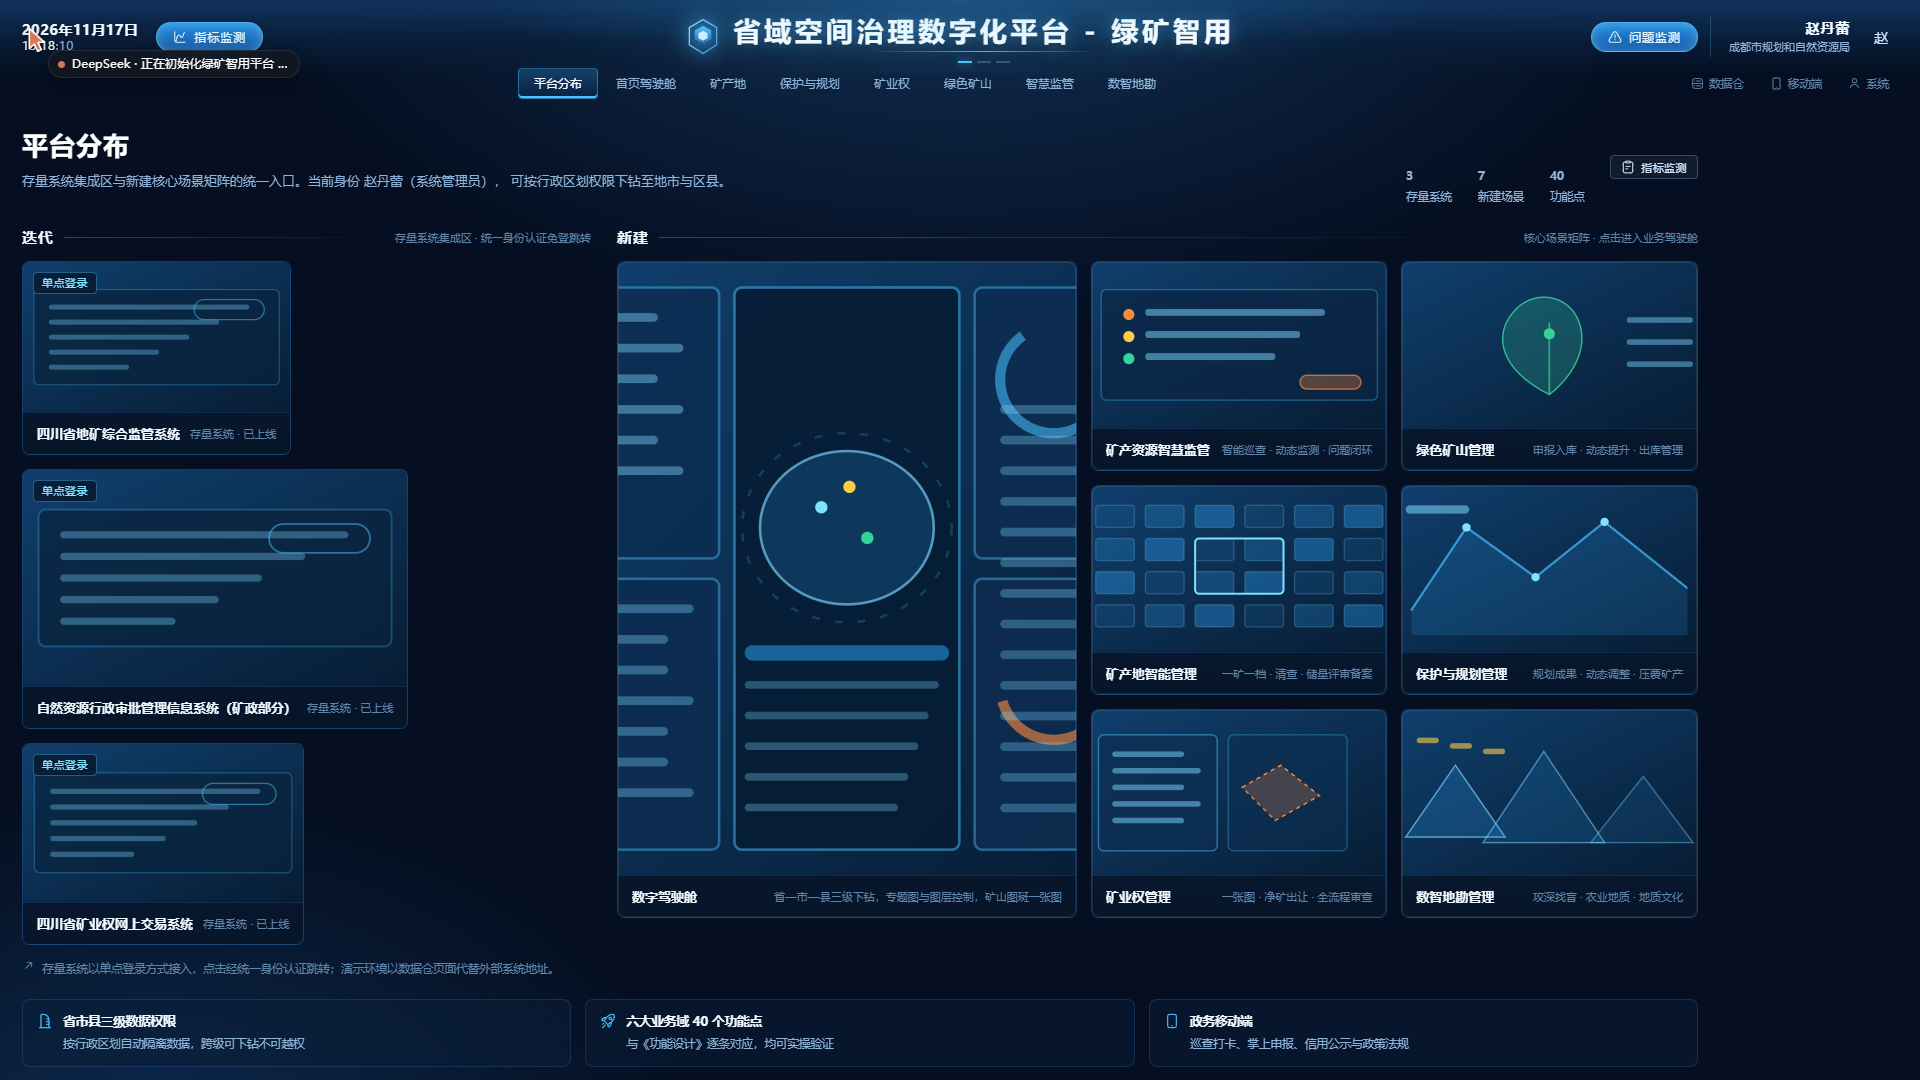 2026年11月17日
指标监测
省域空间治理数字化平台 - 绿矿智用
问题监测
赵丹蕾
成都市规划和自然资源局
赵
18:10
DeepSeek · 正在初始化绿矿智用平台 ...
平台分布
首页驾驶舱
矿产地
保护与规划
矿业权
绿色矿山
智慧监管
数智地勘
数据仓
移动端
系统
平台分布
存量系统集成区与新建核心场景矩阵的统一入口。当前身份 赵丹蕾（系统管理员）， 可按行政区划权限下钻至地市与区县。
3
存量系统
7
新建场景
40
功能点
指标监测
迭代
存量系统集成区 · 统一身份认证免登跳转
新建
核心场景矩阵 · 点击进入业务驾驶舱
单点登录
四川省地矿综合监管系统
存量系统 · 已上线
单点登录
自然资源行政审批管理信息系统（矿政部分）
存量系统 · 已上线
单点登录
四川省矿业权网上交易系统
存量系统 · 已上线
数字驾驶舱
省—市—县三级下钻，专题图与图层控制，矿山图斑一张图
矿产资源智慧监管
智能巡查 · 动态监测 · 问题闭环
绿色矿山管理
申报入库 · 动态提升 · 出库管理
矿产地智能管理
一矿一档 · 清查 · 储量评审备案
保护与规划管理
规划成果 · 动态调整 · 压覆矿产
矿业权管理
一张图 · 净矿出让 · 全流程审查
数智地勘管理
攻深找盲 · 农业地质 · 地质文化
存量系统以单点登录方式接入，点击经统一身份认证跳转；演示环境以数据仓页面代替外部系统地址。
省市县三级数据权限
按行政区划自动隔离数据，跨级可下钻不可越权
六大业务域 40 个功能点
与《功能设计》逐条对应，均可实操验证
政务移动端
巡查打卡、掌上申报、信用公示与政策法规